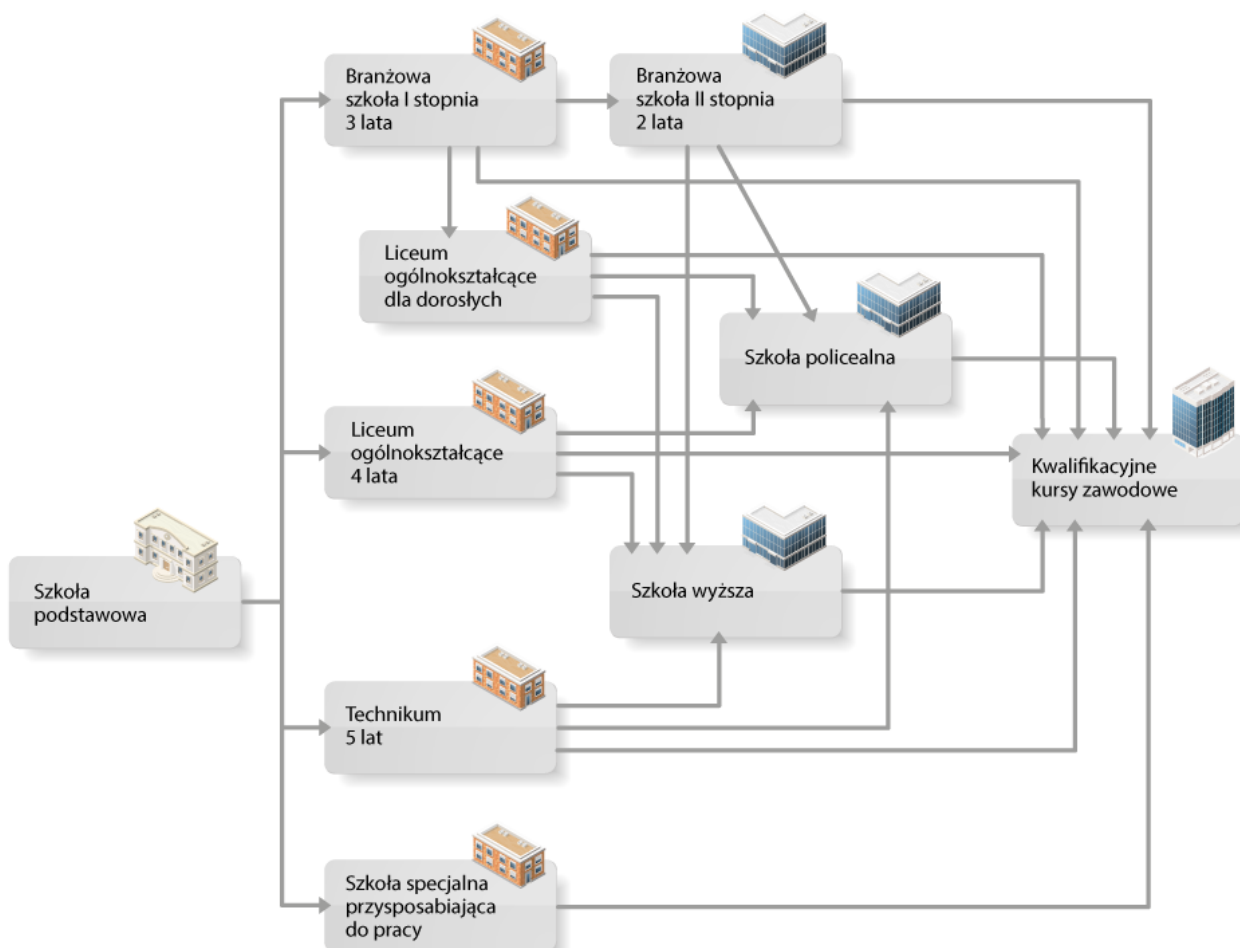 Branżowa
szkoła I stopnia
3 lata
Branżowa
szkoła II stopnia
2 lata
Liceum
ogólnokształcące
dla dorosłych
Szkoła policealna
Liceum
ogólnokształcące
4 lata
Kwalifikacyjne
kursy zawodowe
Szkoła
podstawowa
Szkoła wyższa
Technikum
5 lat
Szkoła specjalna
przysposabiająca
do pracy